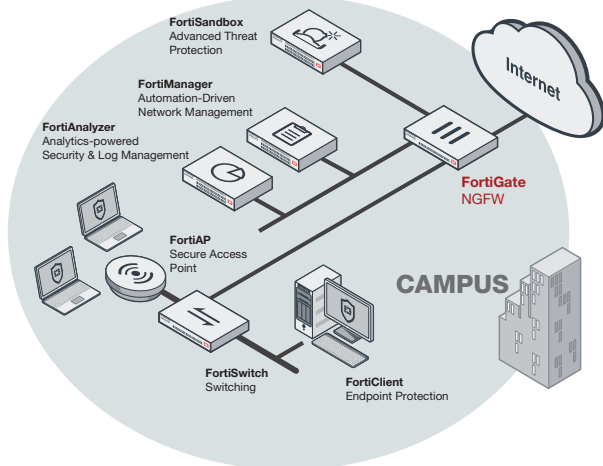 FortiSandbox
Advanced Threat
Protection
Internet
FortiManager
Automation-Driven
Network Management
FortiAnalyzer
Analytics-powered
Security & Log Management
FortiGate
NGFW
FortiAP
Secure Access
Point
CAMPUS
FortiSwitch
Switching
FortiClient
Endpoint Protection